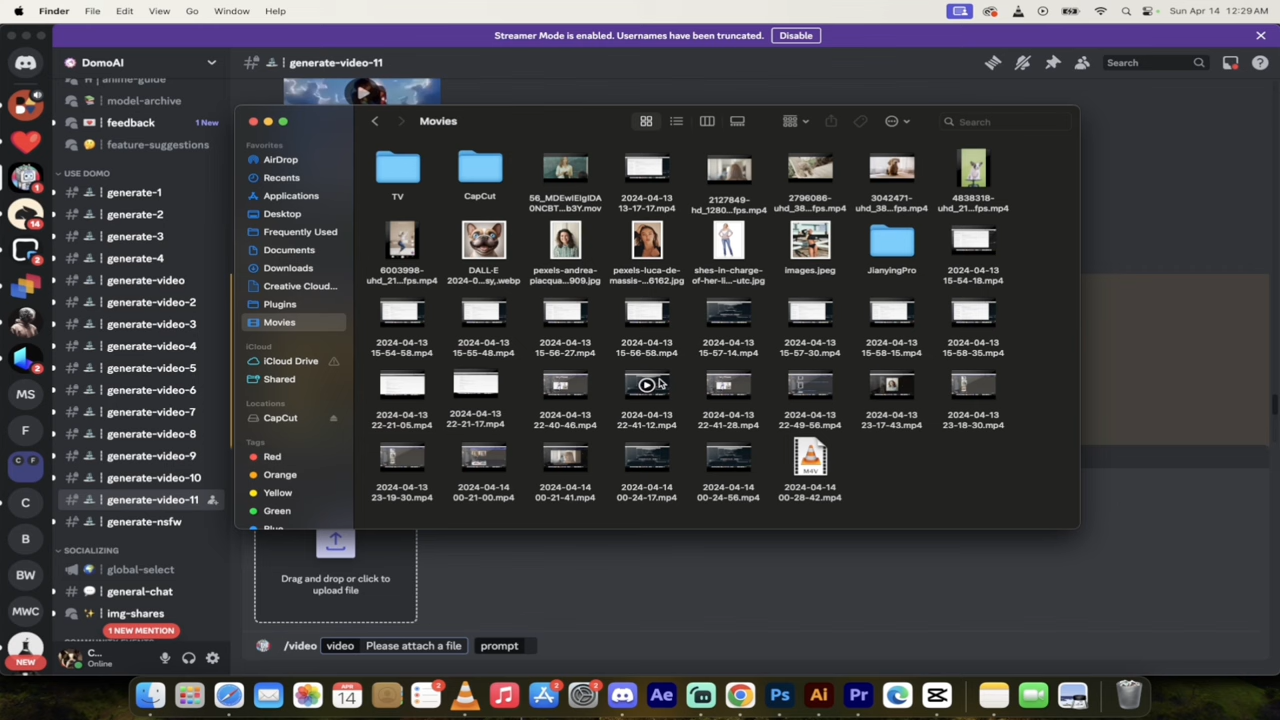 Finder File Edit View Go Window Help Sun Apr 14 12:29 AM
Streamer Mode is enabled. Usernames have been truncated. Disable
DomoAI
generate-video-11
Search
anime-guide
model-archive
feedback 1 New
feature-suggestions
USE DOMO
generate-1
generate-2
generate-3
generate-4
generate-video
generate-video-2
generate-video-3
generate-video-4
generate-video-5
generate-video-6
generate-video-7
generate-video-8
generate-video-9
generate-video-10
generate-video-11
generate-nsfw
SOCIALIZING
global-select
general-chat
img-shares
1 NEW MENTION
C...
Online
1
14
2
2
MS
F
C F
C
B
BW
MWC
NEW
Movies
Search
Favorites
AirDrop
Recents
Applications
Desktop
Frequently Used
Documents
Downloads
Creative Cloud...
Plugins
Movies
iCloud
iCloud Drive
Shared
Locations
CapCut
Tags
Red
Orange
Yellow
Green
Blue
TV
CapCut
56_MDEwIEIgIDA
0NCBT...b3Y.mov
2024-04-13
13-17-17.mp4
2127849-
hd_1280...fps.mp4
2796086-
uhd_38...fps.mp4
3042471-
uhd_38...fps.mp4
4838318-
uhd_21...fps.mp4
6003998-
uhd_21...fps.mp4
DALL·E
2024-0...sy,.webp
pexels-andrea-
piacqua...909.jpg
pexels-luca-de-
massis-...6162.jpg
shes-in-charge-
of-her-li...-utc.jpg
images.jpeg
JianyingPro
2024-04-13
15-54-18.mp4
2024-04-13
15-54-58.mp4
2024-04-13
15-55-48.mp4
2024-04-13
15-56-27.mp4
2024-04-13
15-56-58.mp4
2024-04-13
15-57-14.mp4
2024-04-13
15-57-30.mp4
2024-04-13
15-58-15.mp4
2024-04-13
15-58-35.mp4
2024-04-13
22-21-05.mp4
2024-04-13
22-21-17.mp4
2024-04-13
22-40-46.mp4
2024-04-13
22-41-12.mp4
2024-04-13
22-41-28.mp4
2024-04-13
22-49-56.mp4
2024-04-13
23-17-43.mp4
2024-04-13
23-18-30.mp4
2024-04-13
23-19-30.mp4
2024-04-14
00-21-00.mp4
2024-04-14
00-21-41.mp4
2024-04-14
00-24-17.mp4
2024-04-14
00-24-56.mp4
M4V
2024-04-14
00-28-42.mp4
Drag and drop or click to
upload file
/video video Please attach a file prompt
APR
14
2
2
2
2
Ae
Ps
Ai
Pr